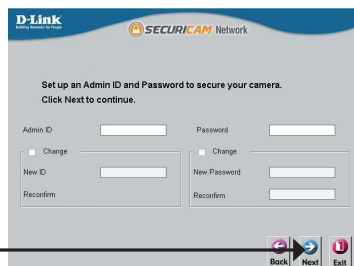 D-Link
Building Networks for People
SECURICAM Network
Set up an Admin ID and Password to secure your camera.
Click Next to continue.
Admin ID
Password
Change
Change
New ID
New Password
Reconfirm
Reconfirm
Back Next Exit